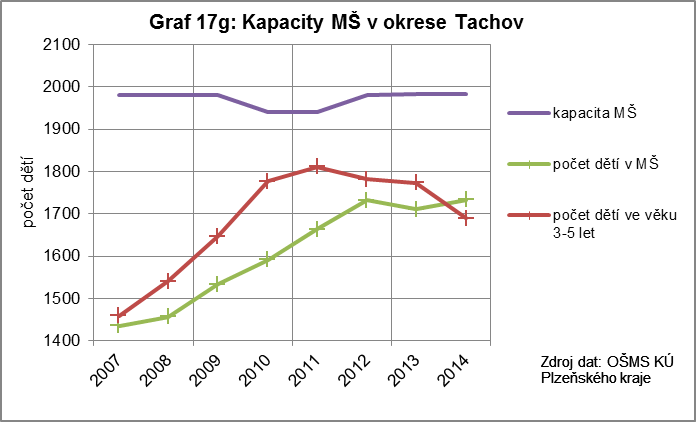 Graf 17g: Kapacity MŠ v okrese Tachov
2100
2000
1900
1800
1700
1600
1500
1400
počet dětí
2007
2008
2009
2010
2011
2012
2013
2014
kapacita MŠ
počet dětí v MŠ
počet dětí ve věku
3-5 let
Zdroj dat: OŠMS KÚ
Plzeňského kraje